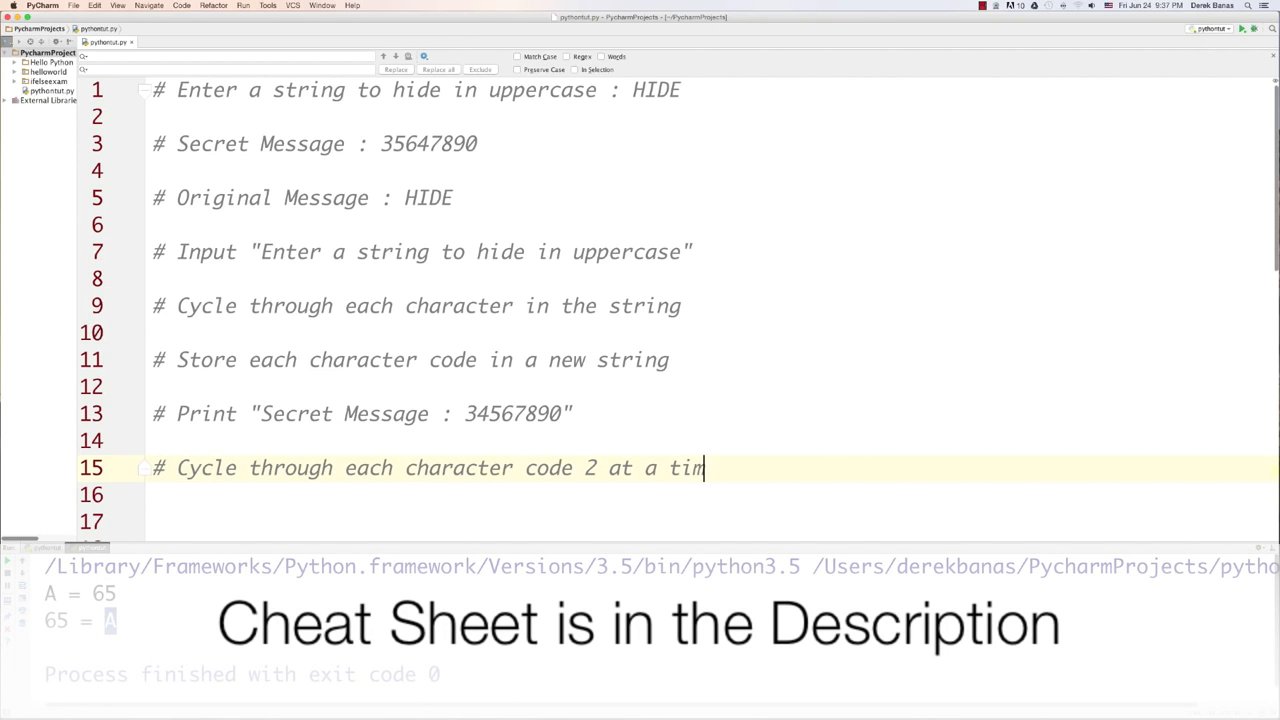 PyCharm File Edit View Navigate Code Refactor Run Tools VCS Window Help
10 Fri Jun 24 9:37 PM Derek Banas
pythontut.py - PycharmProjects - [~/PycharmProjects]
PycharmProjects pythontut.py
pythontut
pythontut.py
PycharmProject
Hello Python
helloworld
ifelseexam
pythontut.py
External Libraries
Match Case Regex Words
Replace Replace all Exclude Preserve Case In Selection
1 # Enter a string to hide in uppercase : HIDE
2
3 # Secret Message : 35647890
4
5 # Original Message : HIDE
6
7 # Input "Enter a string to hide in uppercase"
8
9 # Cycle through each character in the string
10
11 # Store each character code in a new string
12
13 # Print "Secret Message : 34567890"
14
15 # Cycle through each character code 2 at a tim
16
17
Run: pythontut pythontut
/Library/Frameworks/Python.framework/Versions/3.5/bin/python3.5 /Users/derekbanas/PycharmProjects/pytho
A = 65
65 = A
Cheat Sheet is in the Description
Process finished with exit code 0